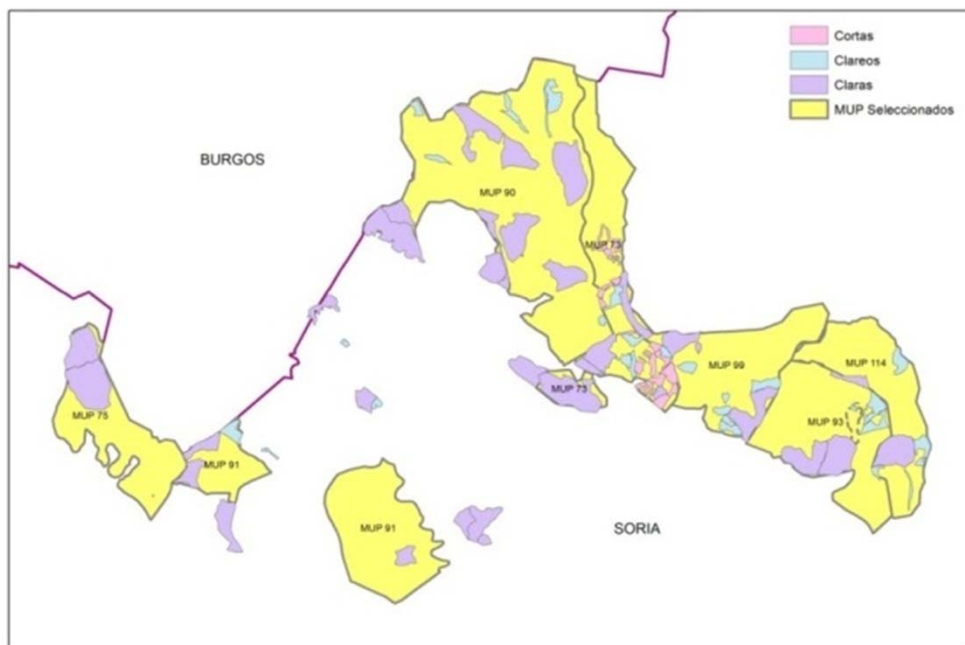 Cortas
Clareos
Claras
MUP Seleccionados
BURGOS
MUP 90
MUP 73
MUP 99
MUP 114
MUP 73
MUP 75
MUP 93
MUP 91
MUP 91
SORIA